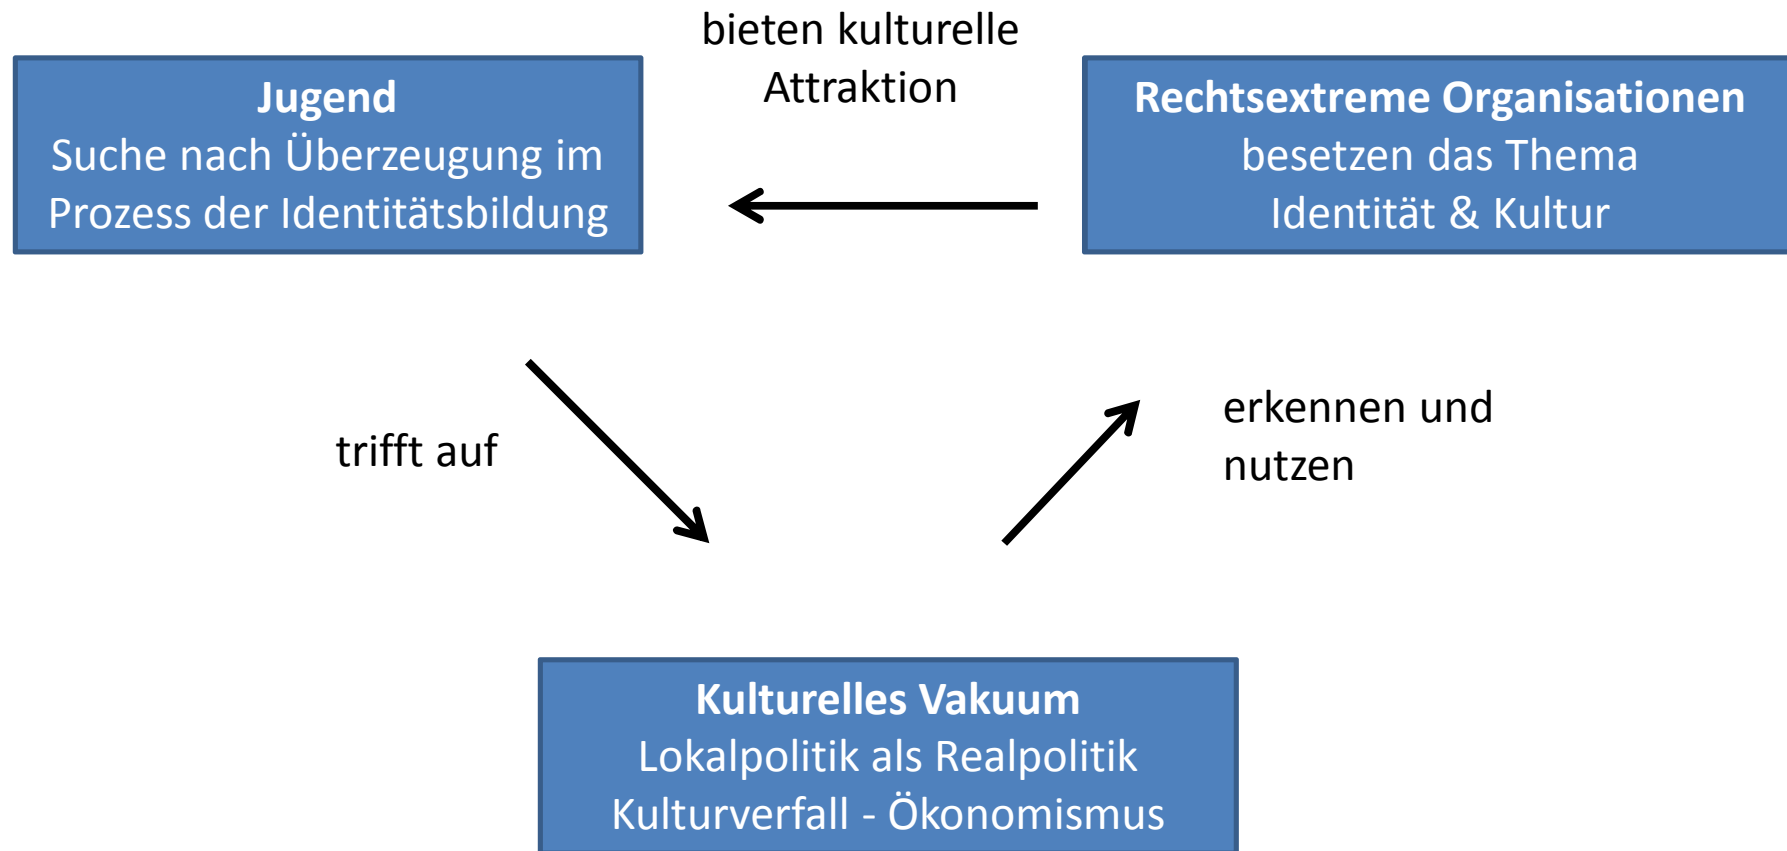 bieten kulturelle
Attraktion
Jugend
Suche nach Überzeugung im
Prozess der Identitätsbildung
Rechtsextreme Organisationen
besetzen das Thema
Identität & Kultur
trifft auf
erkennen und
nutzen
Kulturelles Vakuum
Lokalpolitik als Realpolitik
Kulturverfall - Ökonomismus